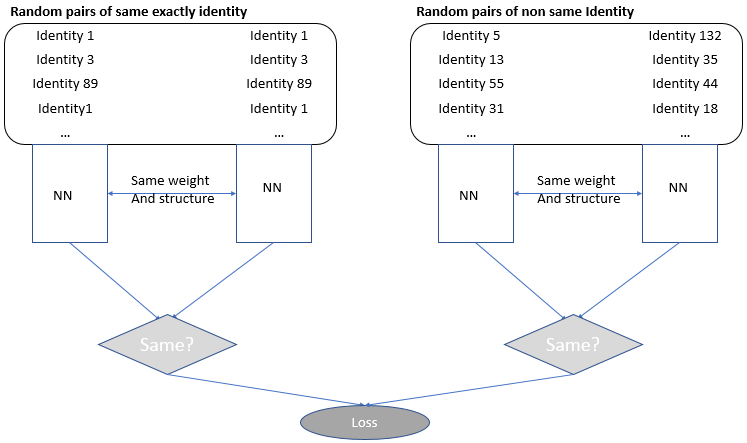 Random pairs of same exactly identity
Identity 1 Identity 1
Identity 3 Identity 3
Identity 89 Identity 89
Identity1 Identity 1
... ...
NN
Same weight
And structure
NN
Same?
Random pairs of non same Identity
Identity 5 Identity 132
Identity 13 Identity 35
Identity 55 Identity 44
Identity 31 Identity 18
... ...
NN
Same weight
And structure
NN
Same?
Loss